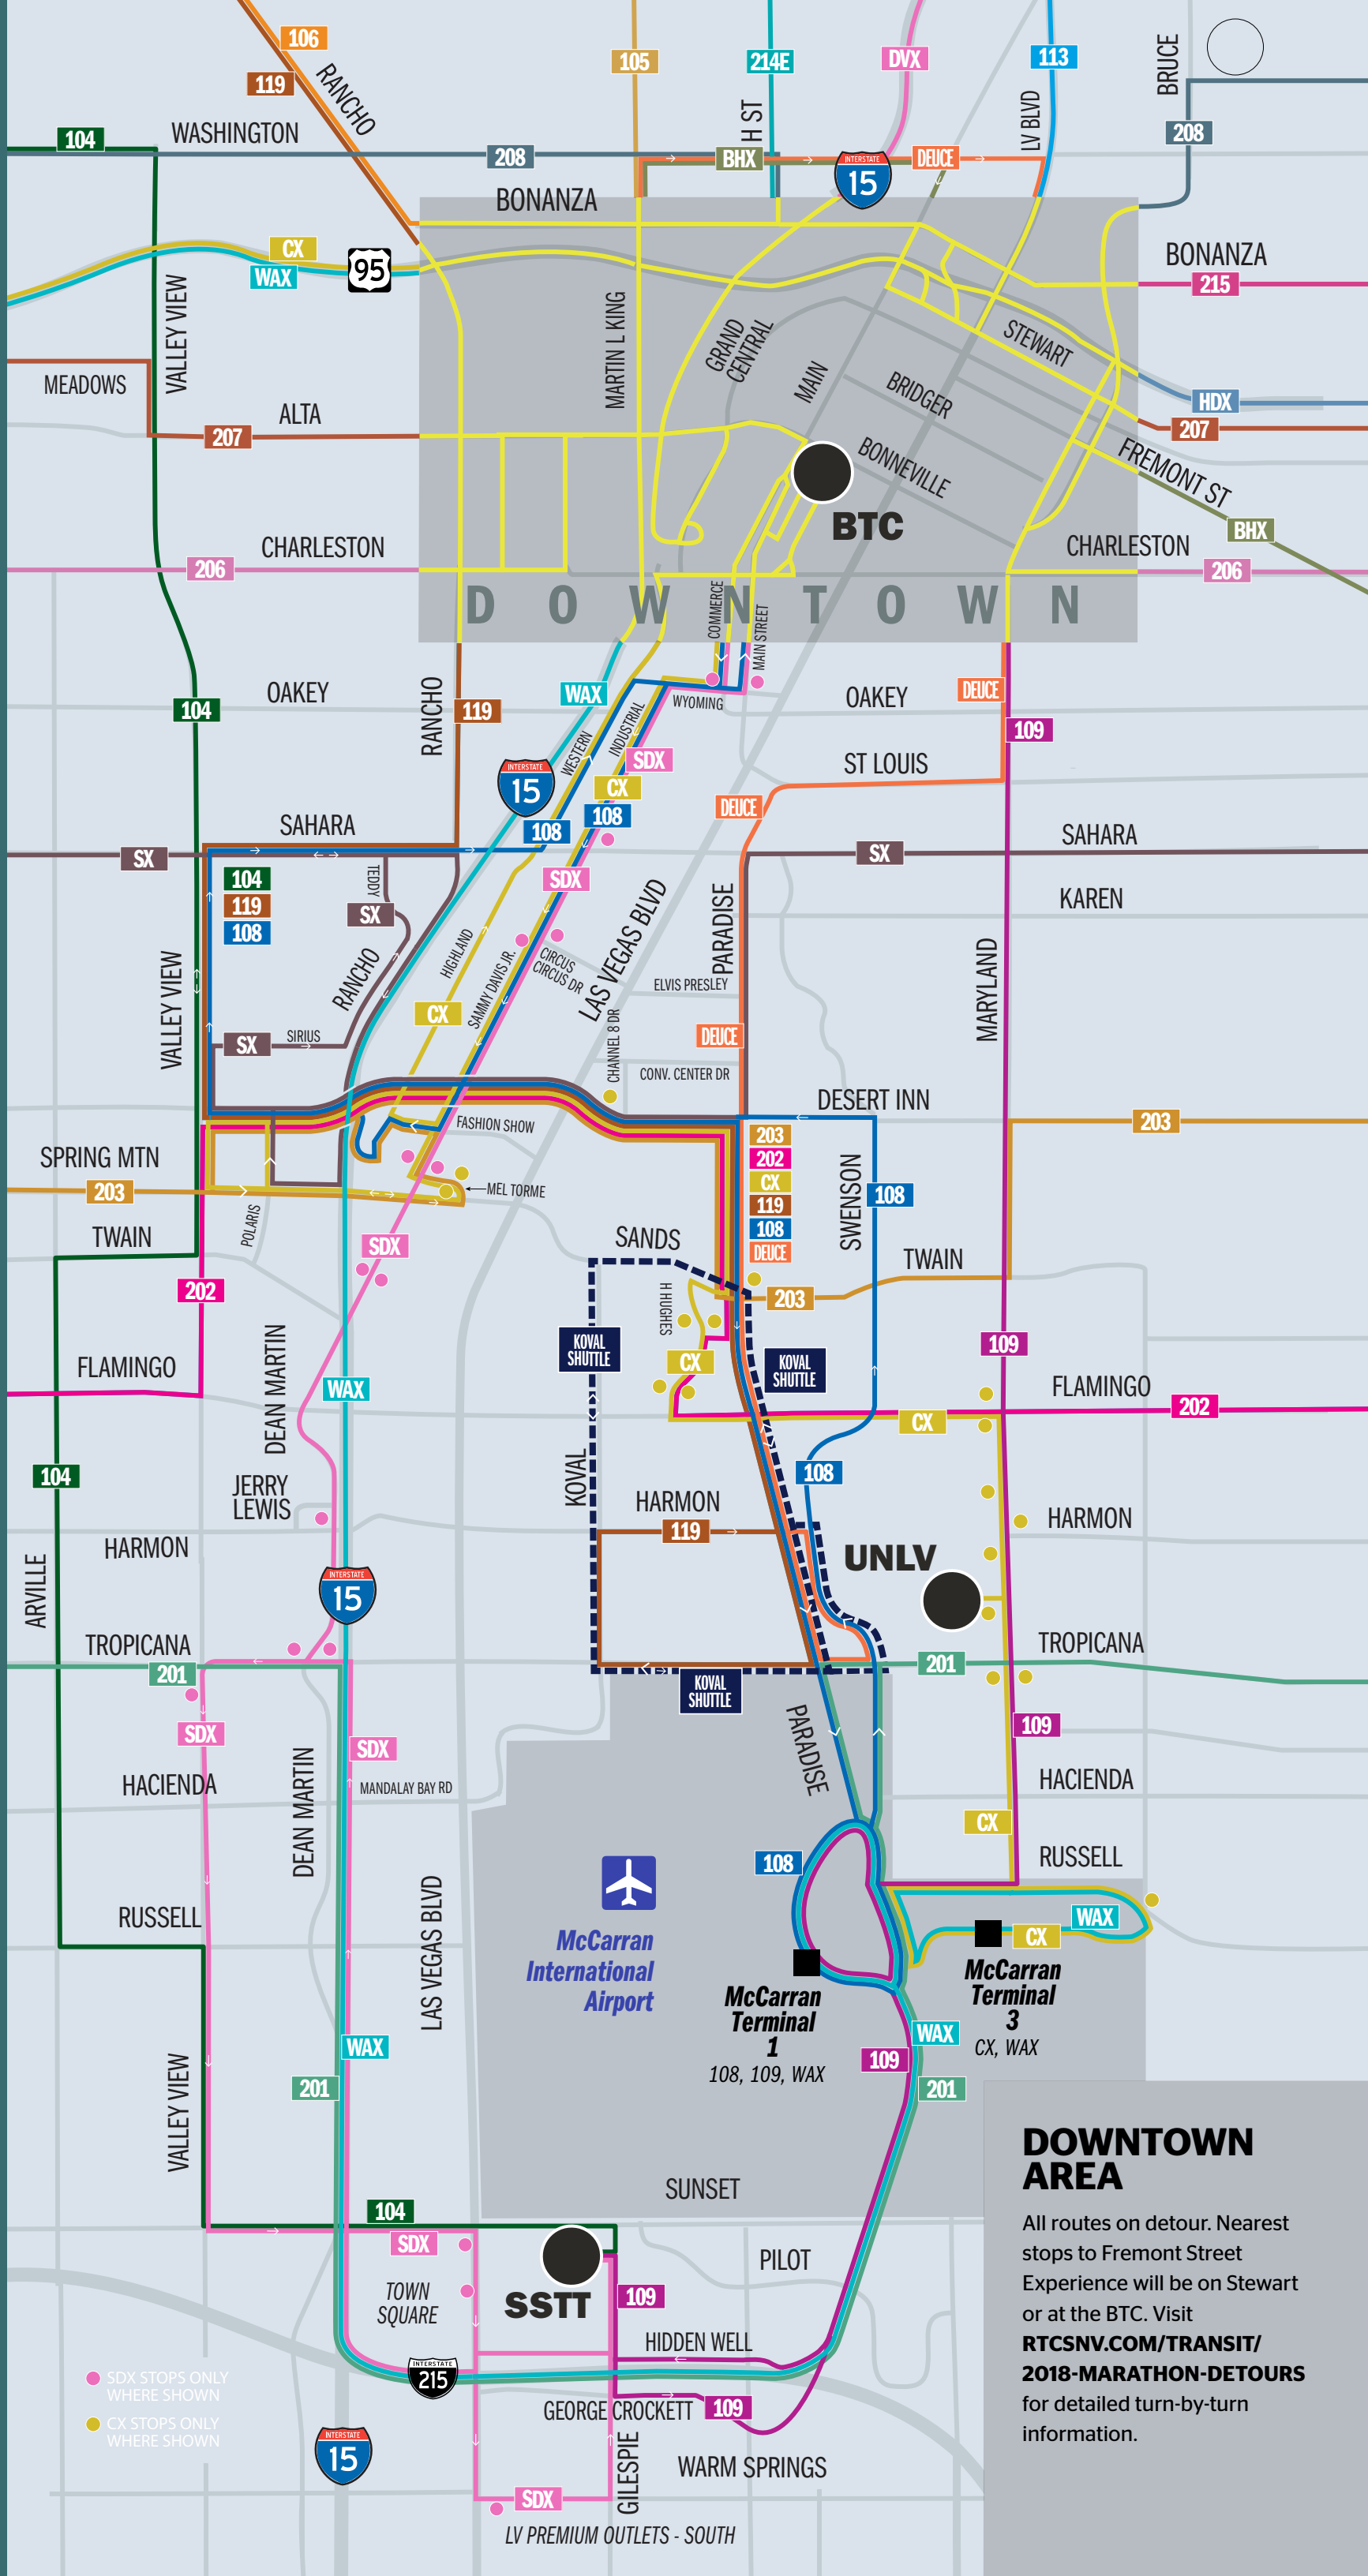 106
119
RANCHO
105
214E
H ST
DVX
LV BLVD
113
BRUCE
208
104
WASHINGTON
208
BHX
INTERSTATE
15
DEUCE
BONANZA
CX
WAX
95
BONANZA
215
VALLEY VIEW
MARTIN L KING
GRAND
CENTRAL
MAIN
STEWART
BRIDGER
MEADOWS
ALTA
207
HDX
207
BONNEVILLE
FREMONT ST
BTC
BHX
CHARLESTON
206
CHARLESTON
206
DOWNTOWN
COMMERCE
MAIN STREET
104
OAKEY
RANCHO
119
WAX
WYOMING
OAKEY
DEUCE
109
WESTERN
INDUSTRIAL
SDX
CX
108
108
INTERSTATE
15
ST LOUIS
DEUCE
SAHARA
SX
SX
SAHARA
104
119
108
TEDDY
SX
SDX
KAREN
LAS VEGAS BLVD
PARADISE
MARYLAND
VALLEY VIEW
RANCHO
HIGHLAND
SAMMY DAVIS JR.
CIRCUS
CIRCUS DR
ELVIS PRESLEY
CX
SX
SIRIUS
CHANNEL 8 DR
DEUCE
CONV. CENTER DR
DESERT INN
203
FASHION SHOW
SPRING MTN
203
MEL TORME
203
202
CX
119
108
DEUCE
SWENSON
108
TWAIN
POLARIS
SDX
SANDS
TWAIN
202
H HUGHES
203
KOVAL
SHUTTLE
KOVAL
SHUTTLE
CX
109
FLAMINGO
DEAN MARTIN
WAX
FLAMINGO
202
CX
104
JERRY
LEWIS
KOVAL
108
HARMON
119
HARMON
HARMON
ARVILLE
INTERSTATE
15
UNLV
TROPICANA
201
201
TROPICANA
KOVAL
SHUTTLE
SDX
SDX
PARADISE
109
HACIENDA
DEAN MARTIN
MANDALAY BAY RD
HACIENDA
CX
108
RUSSELL
RUSSELL
LAS VEGAS BLVD
McCarran
International
Airport
WAX
CX
McCarran
Terminal
1
108, 109, WAX
McCarran
Terminal
3
CX, WAX
WAX
109
201
WAX
201
VALLEY VIEW
DOWNTOWN
AREA
All routes on detour. Nearest
stops to Fremont Street
Experience will be on Stewart
or at the BTC. Visit
RTCSNV.COM/TRANSIT/
2018-MARATHON-DETOURS
for detailed turn-by-turn
information.
SUNSET
104
SDX
PILOT
TOWN
SQUARE
SSTT
109
HIDDEN WELL
INTERSTATE
215
SDX STOPS ONLY
WHERE SHOWN
CX STOPS ONLY
WHERE SHOWN
GEORGE CROCKETT
109
INTERSTATE
15
GILESPIE
WARM SPRINGS
SDX
LV PREMIUM OUTLETS - SOUTH